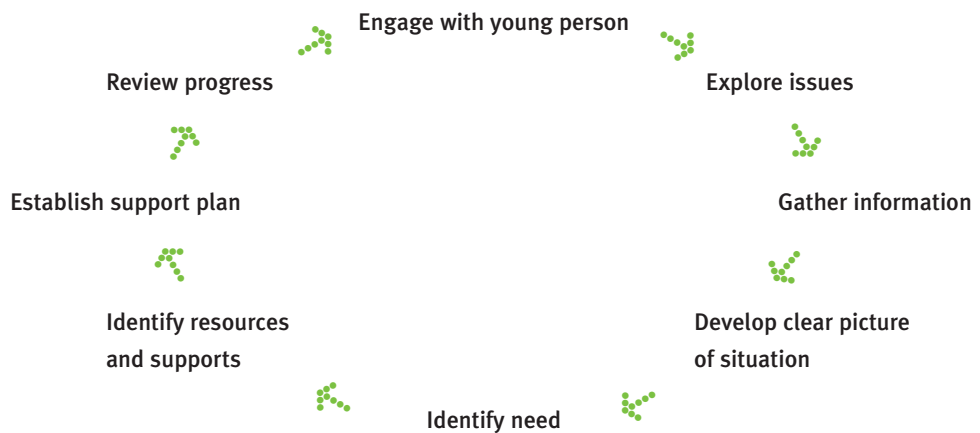 Engage with young person
Explore issues
Gather information
Develop clear picture
of situation
Identify need
Identify resources
and supports
Establish support plan
Review progress